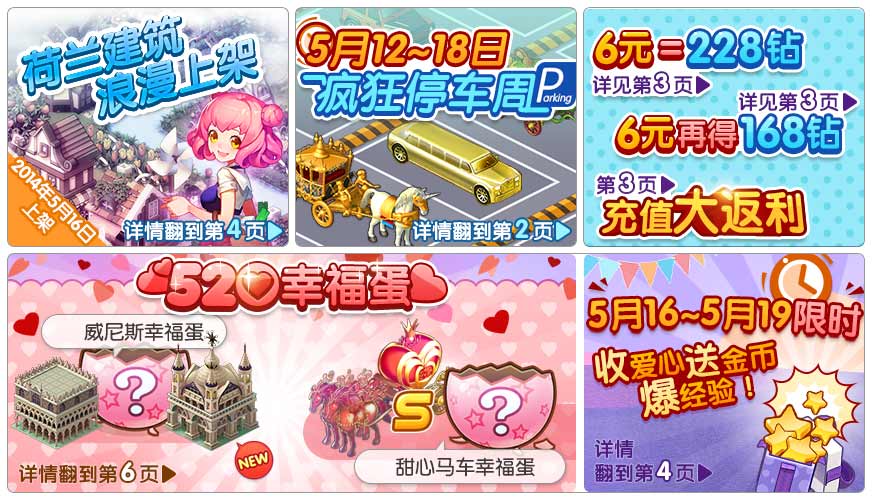 荷兰建筑
浪漫上架
2014年5月16日
上架
详情翻到第4页
5月12~18日
疯狂停车周
Parking
详情翻到第2页
6元=228钻
详见第3页
详见第3页
6元再得168钻
第3页
充值大返利
520幸福蛋
威尼斯幸福蛋
?
NEW
详情翻到第6页
S
?
甜心马车幸福蛋
5月16~5月19限时
收爱心送金币
爆经验！
详情
翻到第4页